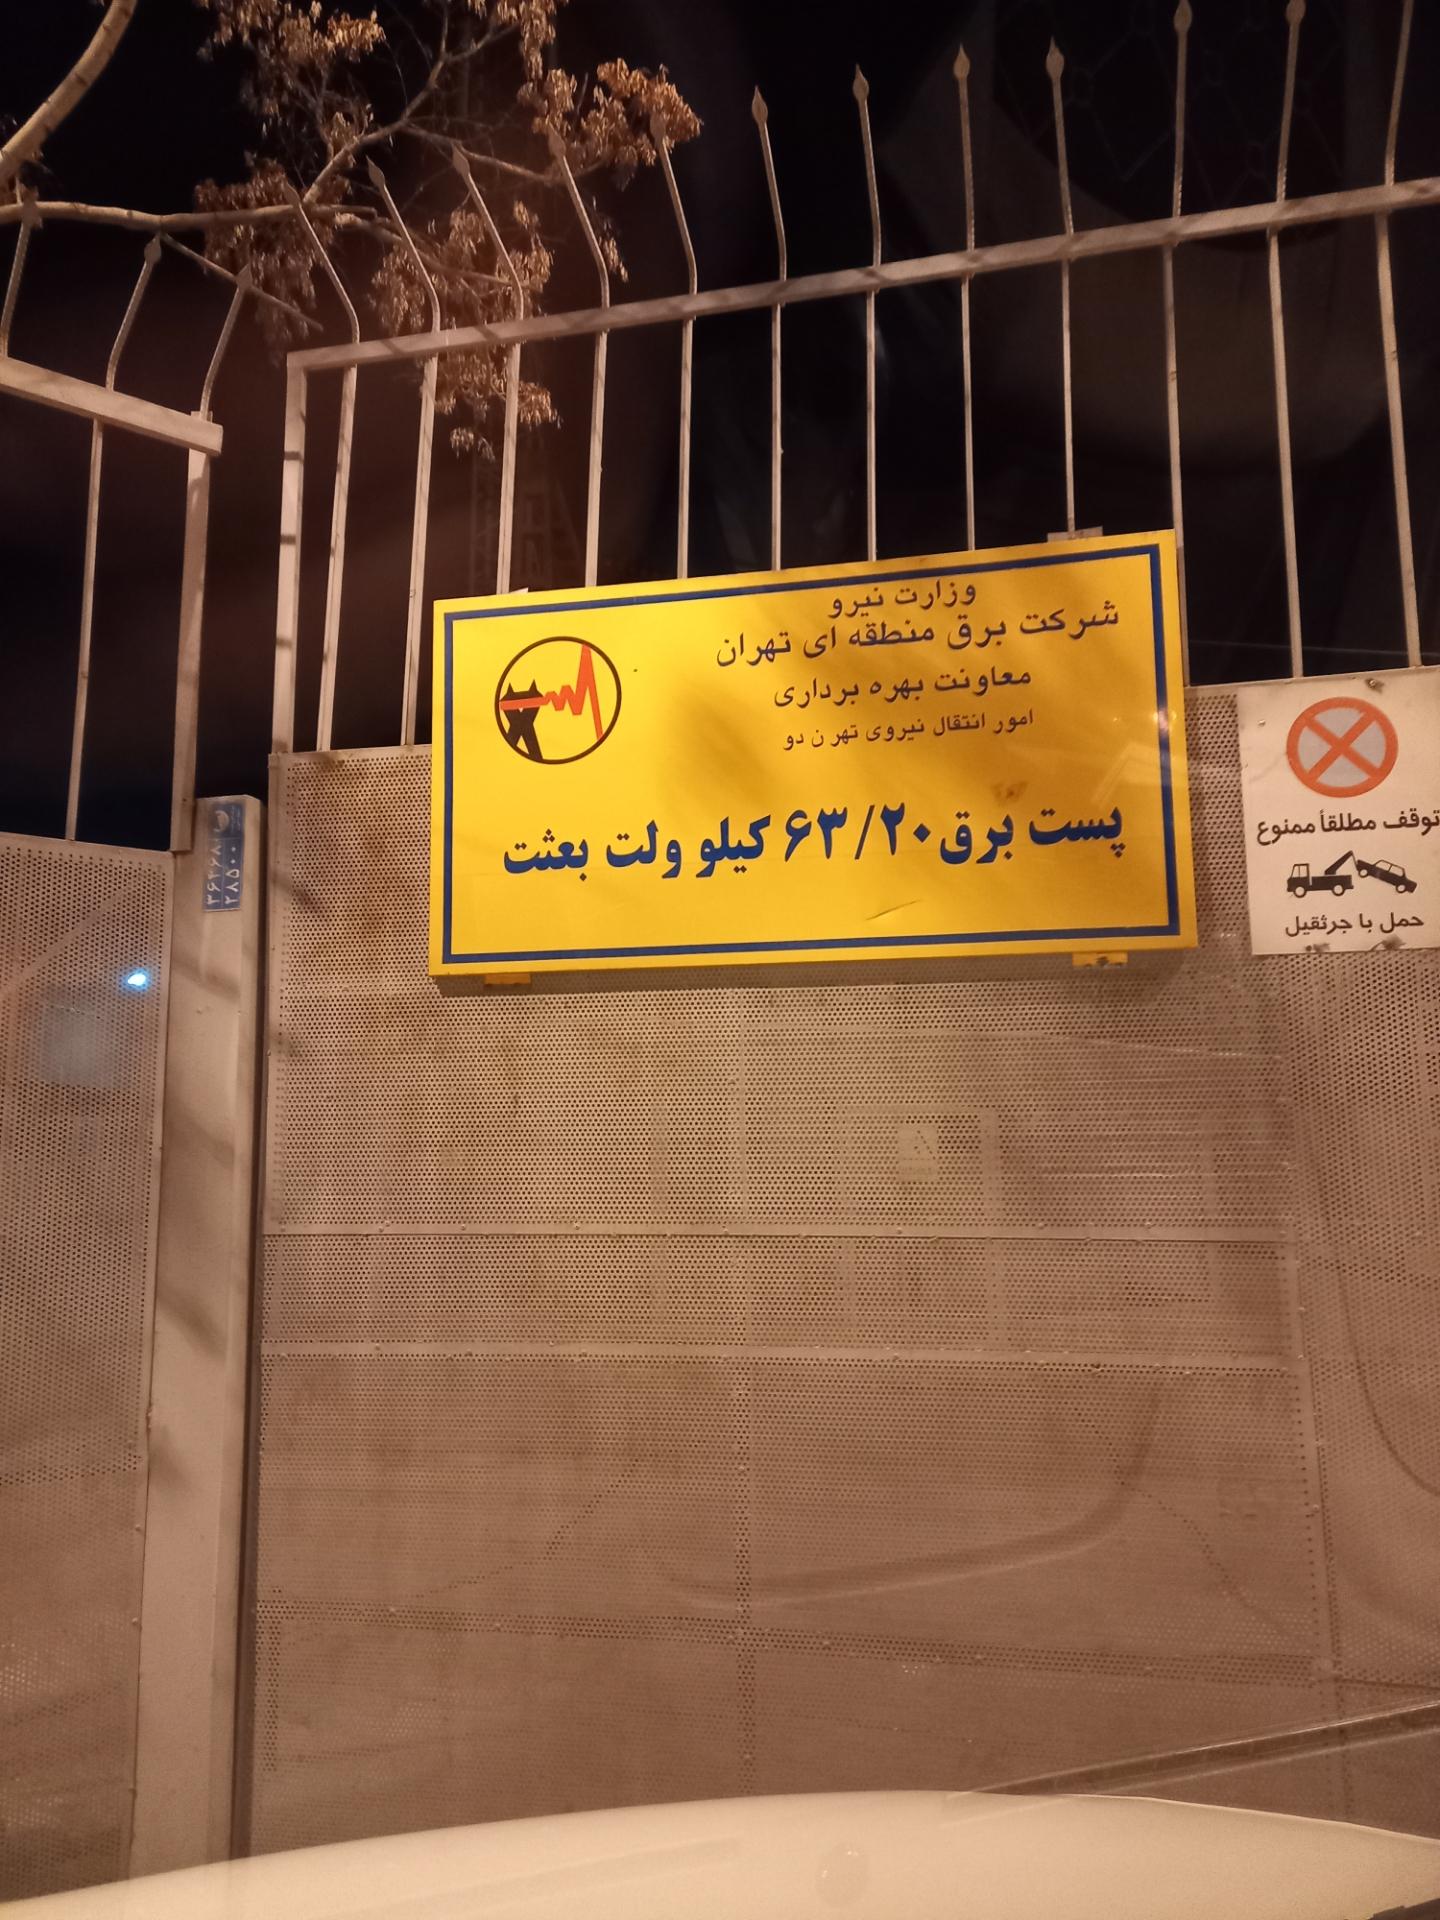 وزارت نیرو
شرکت برق منطقه ای تهران
معاونت بهره برداری
امور انتقال نیروی تهر ن دو
پست برق ۶۳/۲۰ کیلو ولت بعثت
توقف مطلقاً ممنوع
حمل با جرثقیل